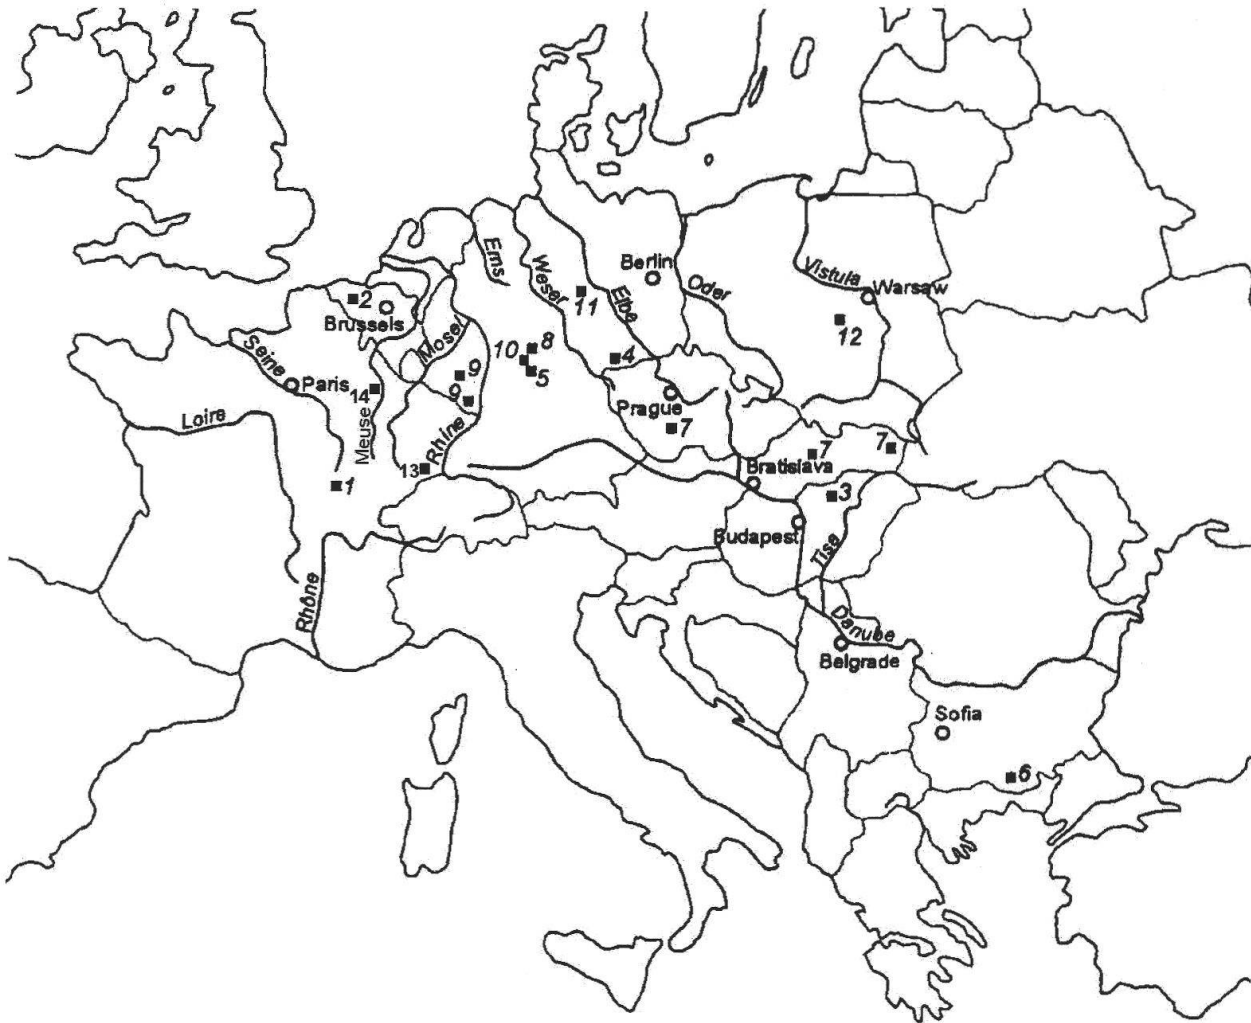 Ems
Weser
Berlin
Vistula
Elbe
Oder
Warsaw
2
11
Brussels
12
Mosel
Seine
8
10
4
5
Paris
9
9
14
Prague
Loire
7
Meuse
Rhine
7
7
13
Bratislava
1
3
Budapest
Tise
Rhône
Danube
Belgrade
Sofia
6